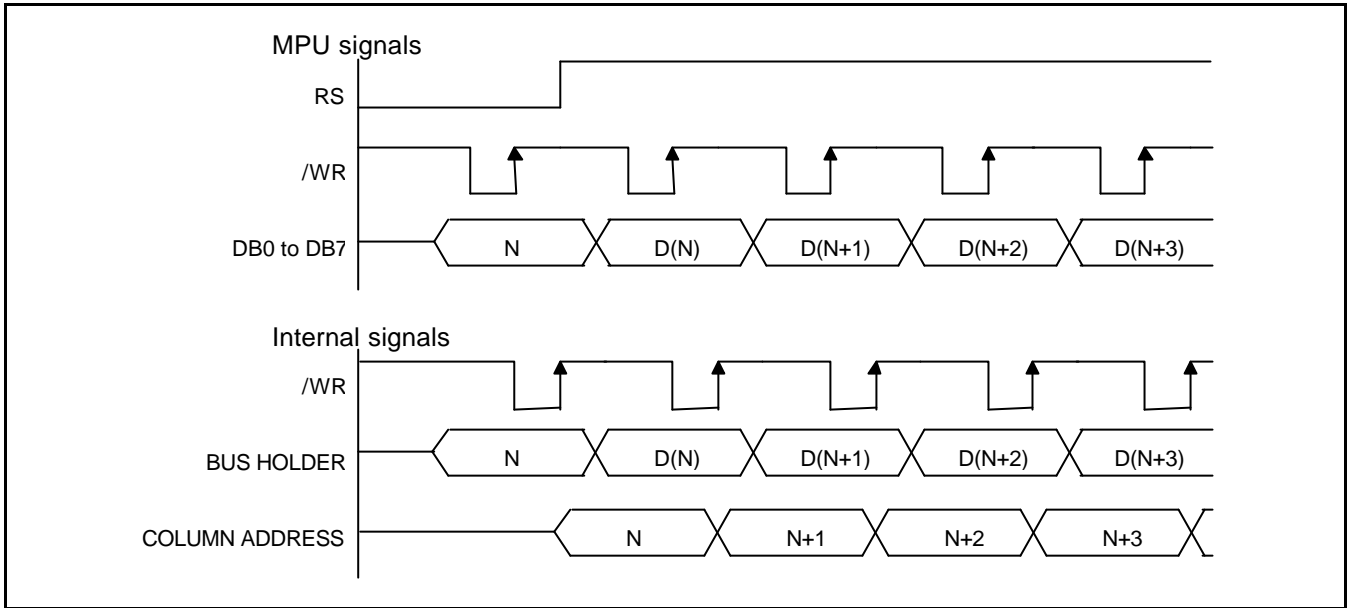 MPU signals
RS
/WR
DB0 to DB7
N D(N) D(N+1) D(N+2) D(N+3)
Internal signals
/WR
BUS HOLDER
N D(N) D(N+1) D(N+2) D(N+3)
COLUMN ADDRESS
N N+1 N+2 N+3